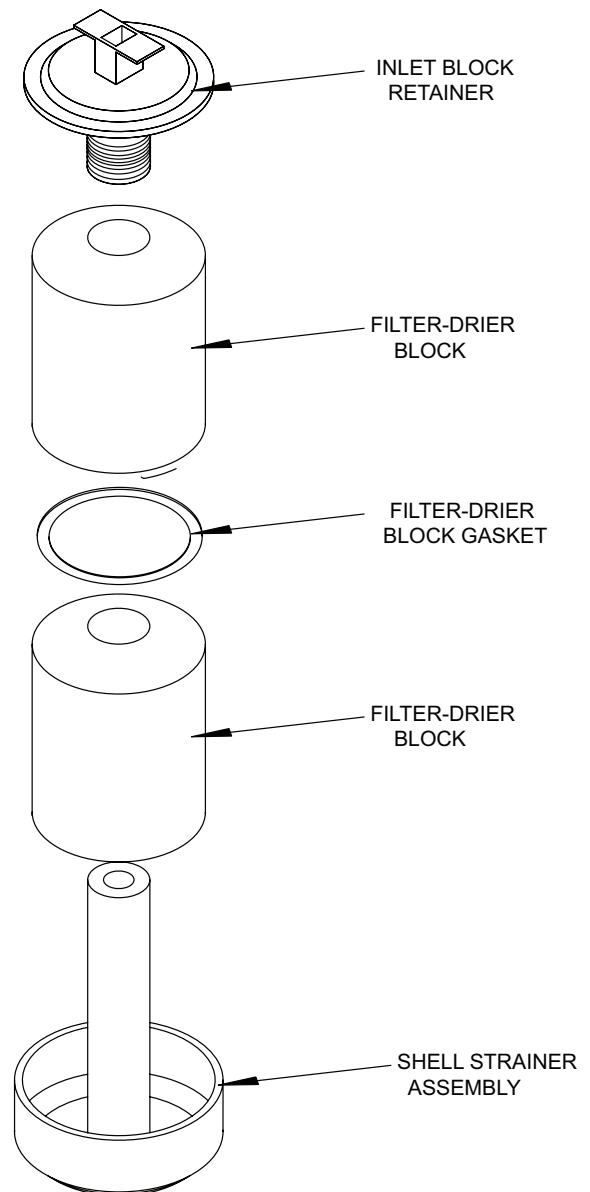 INLET BLOCK
RETAINER
FILTER-DRIER
BLOCK
FILTER-DRIER
BLOCK GASKET
FILTER-DRIER
BLOCK
SHELL STRAINER
ASSEMBLY